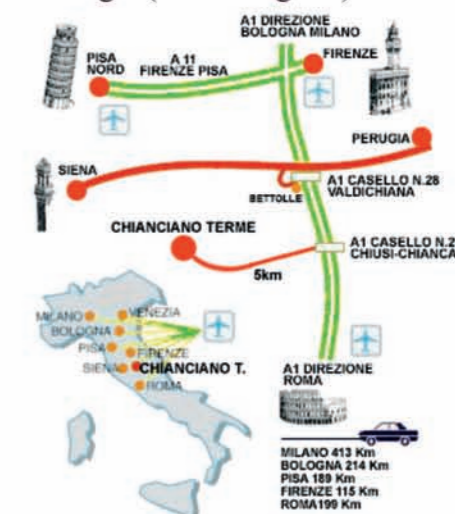 A1 DIREZIONE
BOLOGNA MILANO
PISA
NORD
A 11
FIRENZE PISA
FIRENZE
PERUGIA
SIENA
A1 CASELLO N.28
VALDICHIANA
BETTOLLE
CHIANCIANO TERME
A1 CASELLO N.2
CHIUSI-CHIANCA
5km
MILANO
VENEZIA
BOLOGNA
PISA
FIRENZE
SIENA
CHIANCIANO T.
ROMA
A1 DIREZIONE
ROMA
MILANO 413 Km
BOLOGNA 214 Km
PISA 189 Km
FIRENZE 115 Km
ROMA199 Km